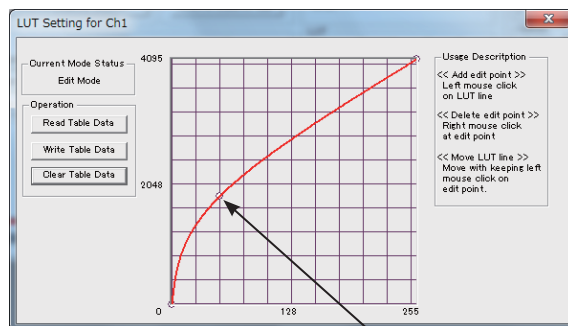 LUT Setting for Ch1
Current Mode Status
Edit Mode
Operation
Read Table Data
Write Table Data
Clear Table Data
4095
2048
0
128
255
Usage Descritption
<< Add edit point >>
Left mouse click
on LUT line
<< Delete edit point >>
Right mouse click
at edit point
<< Move LUT line >>
Move with keeping left
mouse click on
edit point.